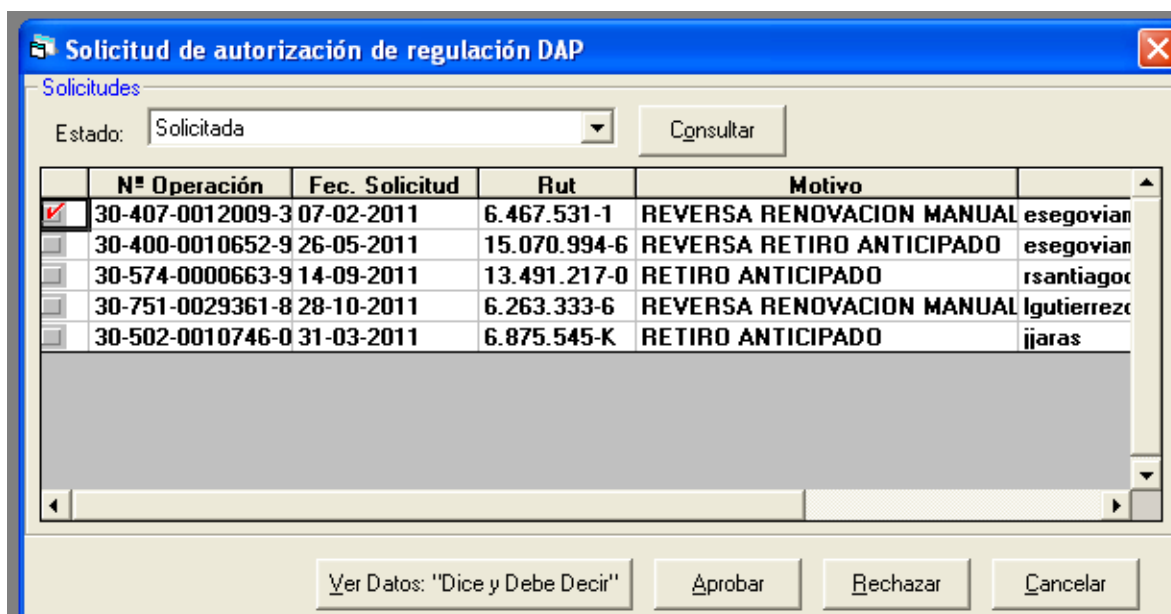 Solicitud de autorización de regulación DAP
Solicitudes
Estado: Solicitada Consultar
Nº Operación Fec. Solicitud Rut Motivo
30-407-0012009-3 07-02-2011 6.467.531-1 REVERSA RENOVACION MANUAL esegovian
30-400-0010652-9 26-05-2011 15.070.994-6 REVERSA RETIRO ANTICIPADO esegovian
30-574-0000663-9 14-09-2011 13.491.217-0 RETIRO ANTICIPADO rsantiago
30-751-0029361-8 28-10-2011 6.263.333-6 REVERSA RENOVACION MANUAL lgutierrez
30-502-0010746-0 31-03-2011 6.875.545-K RETIRO ANTICIPADO jjaras
Ver Datos: "Dice y Debe Decir" Aprobar Rechazar Cancelar